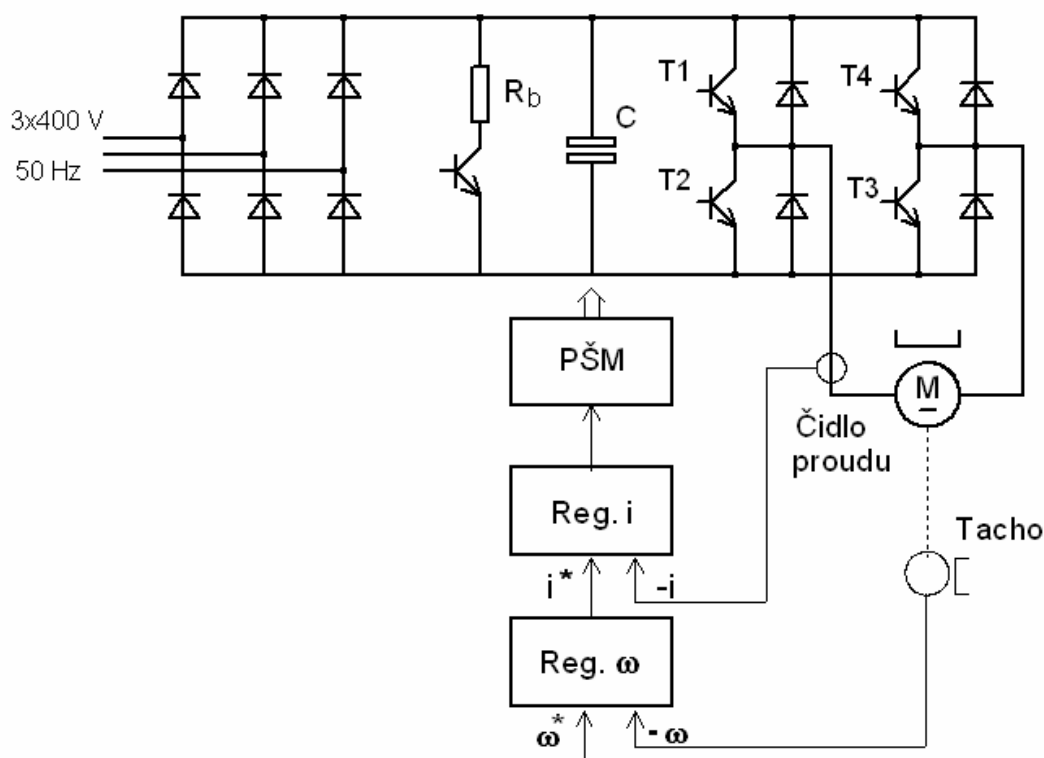 T1
T4
R_b
C
3x400 V
50 Hz
T2
T3
PŠM
M
Čidlo
proudu
Reg. i
Tacho
i*
-i
Reg. ω
ω*
-ω